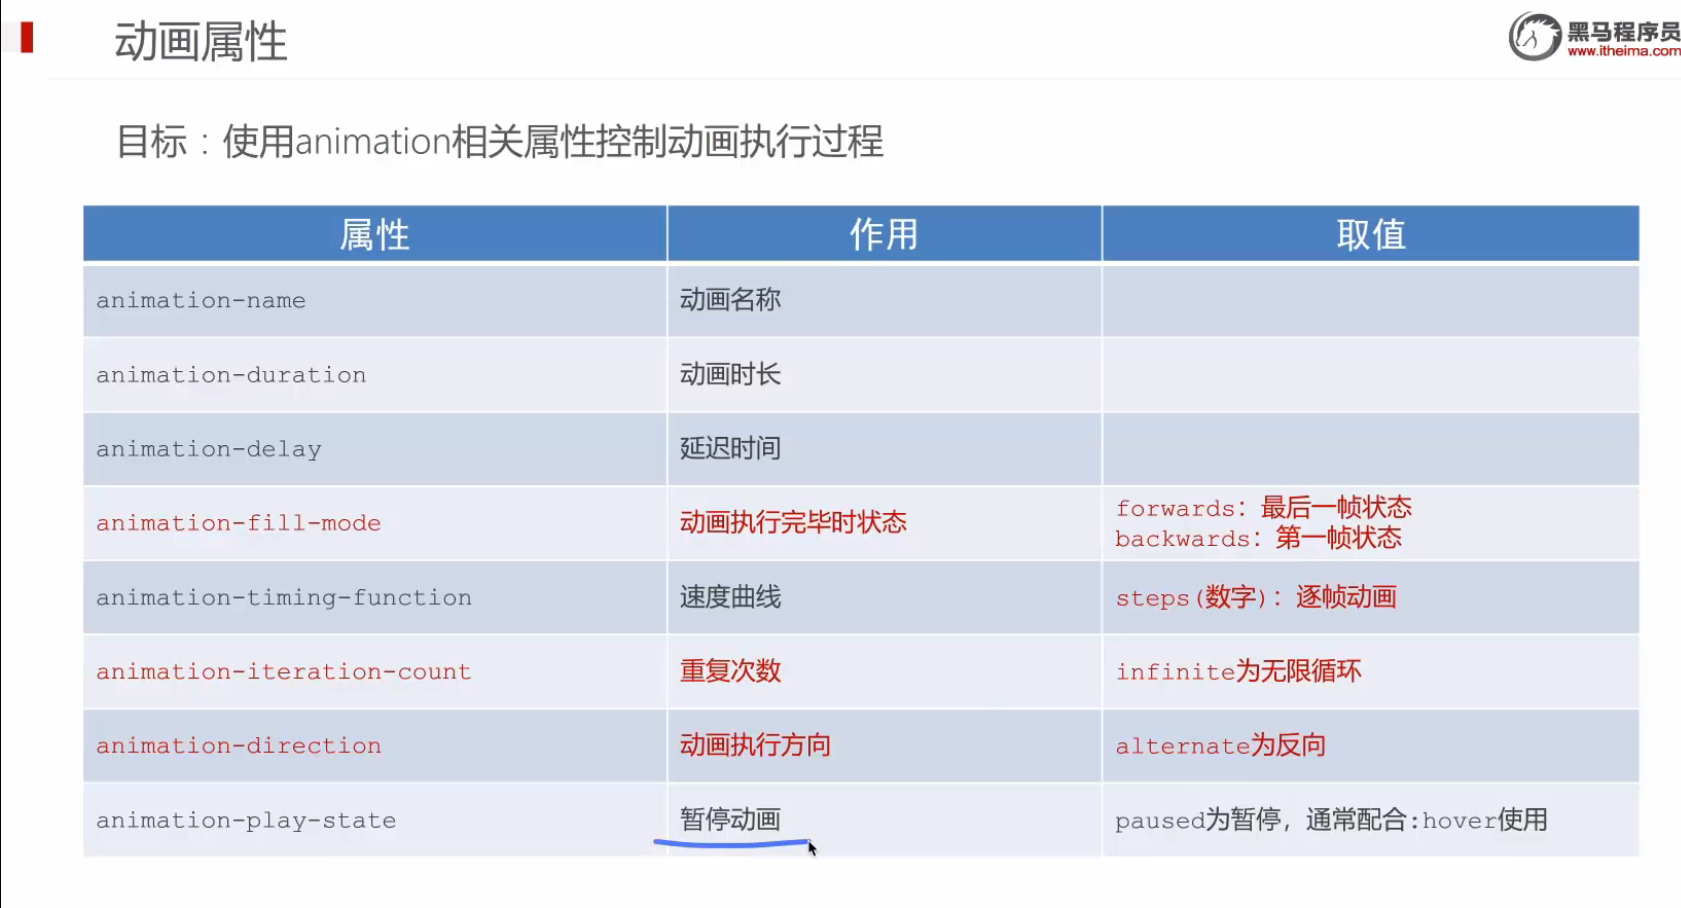 动画属性
黑马程序员
www.itheima.com
目标：使用animation相关属性控制动画执行过程
属性 作用 取值
animation-name 动画名称
animation-duration 动画时长
animation-delay 延迟时间
animation-fill-mode 动画执行完毕时状态 forwards：最后一帧状态
backwards：第一帧状态
animation-timing-function 速度曲线 steps(数字)：逐帧动画
animation-iteration-count 重复次数 infinite为无限循环
animation-direction 动画执行方向 alternate为反向
animation-play-state 暂停动画 paused为暂停，通常配合:hover使用